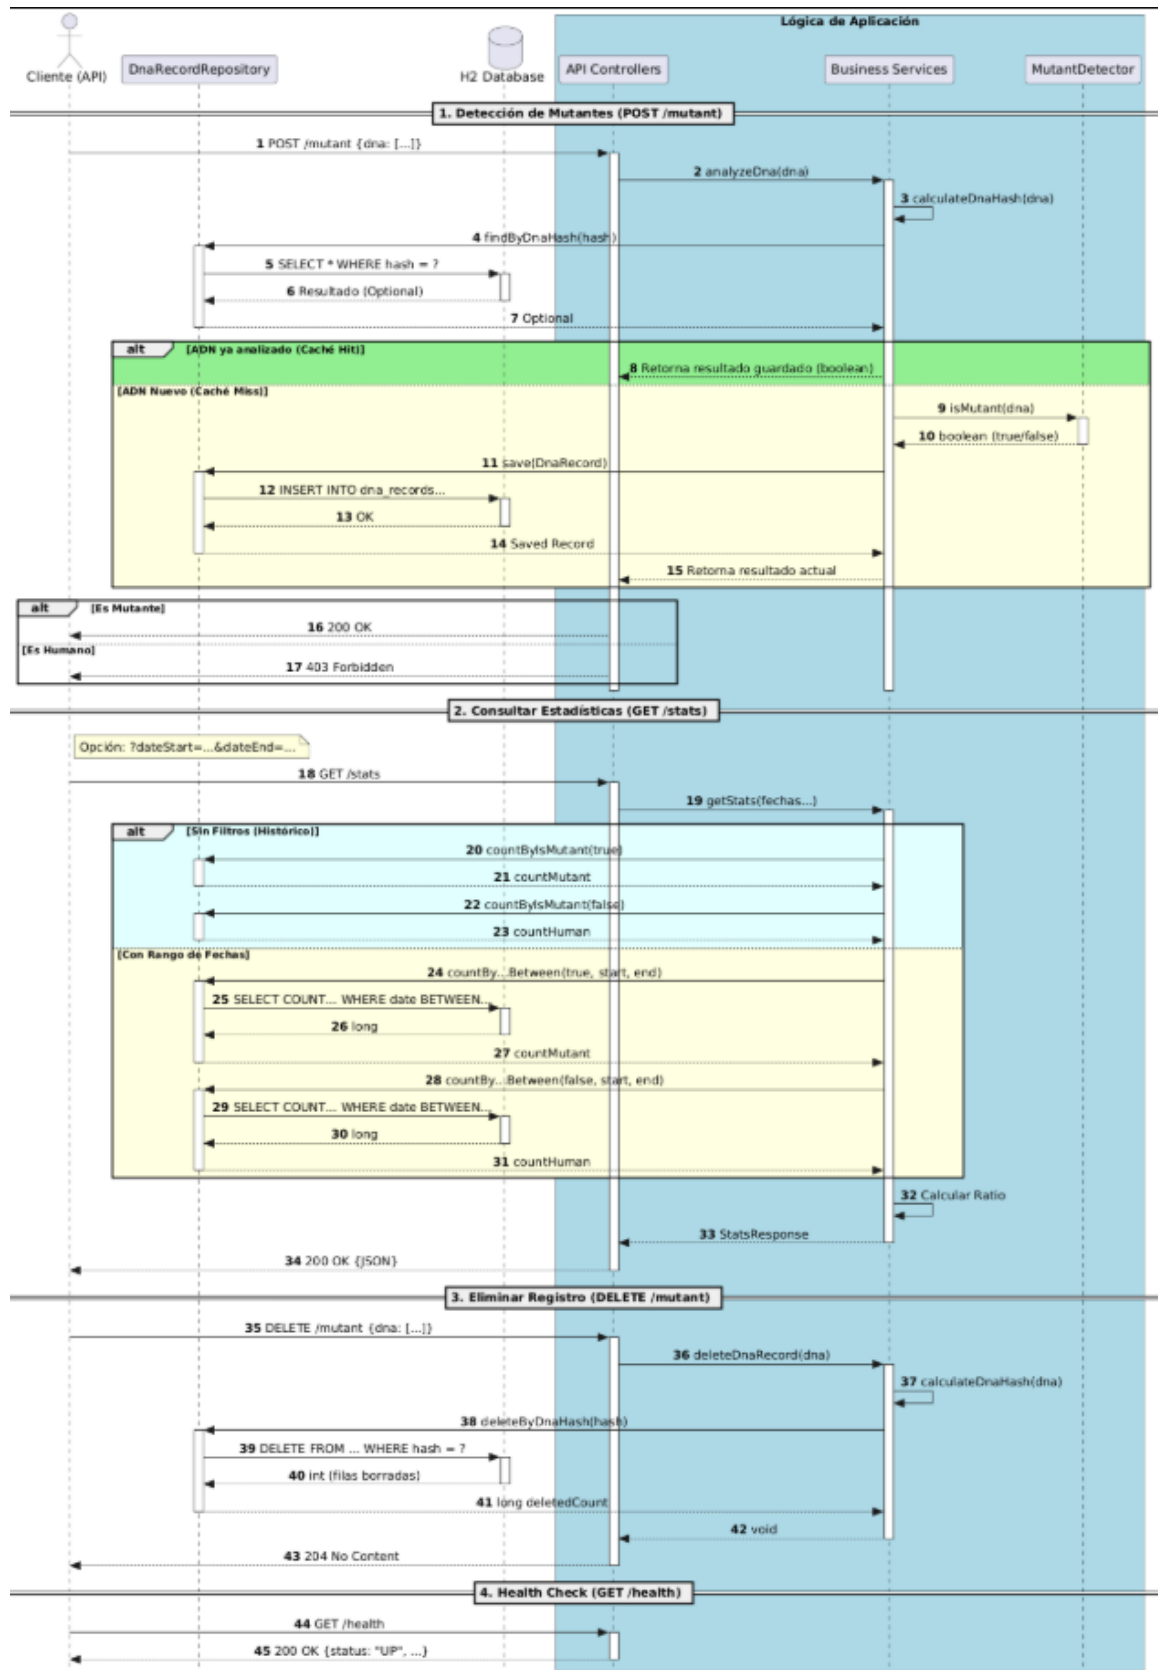 Lógica de Aplicación
Cliente (API)
DnaRecordRepository
H2 Database
API Controllers
Business Services
MutantDetector
1. Detección de Mutantes (POST /mutant)
1 POST /mutant {dna: [...]}
2 analyzeDna(dna)
3 calculateDnaHash(dna)
4 findByDnaHash(hash)
5 SELECT * WHERE hash = ?
6 Resultado (Optional)
7 Optional
alt [ADN ya analizado (Caché Hit)]
8 Retorna resultado guardado (boolean)
[ADN Nuevo (Caché Miss)]
9 isMutant(dna)
10 boolean (true/false)
11 save(DnaRecord)
12 INSERT INTO dna_records...
13 OK
14 Saved Record
15 Retorna resultado actual
alt [Es Mutante]
16 200 OK
[Es Humano]
17 403 Forbidden
2. Consultar Estadísticas (GET /stats)
Opción: ?dateStart=...&dateEnd=...
18 GET /stats
19 getStats(fechas...)
alt [Sin Filtros (Histórico)]
20 countByIsMutant(true)
21 countMutant
22 countByIsMutant(false)
23 countHuman
[Con Rango de Fechas]
24 countBy...Between(true, start, end)
25 SELECT COUNT... WHERE date BETWEEN...
26 long
27 countMutant
28 countBy...Between(false, start, end)
29 SELECT COUNT... WHERE date BETWEEN...
30 long
31 countHuman
32 Calcular Ratio
33 StatsResponse
34 200 OK {JSON}
3. Eliminar Registro (DELETE /mutant)
35 DELETE /mutant {dna: [...]}
36 deleteDnaRecord(dna)
37 calculateDnaHash(dna)
38 deleteByDnaHash(hash)
39 DELETE FROM ... WHERE hash = ?
40 int (filas borradas)
41 long deletedCount
42 void
43 204 No Content
4. Health Check (GET /health)
44 GET /health
45 200 OK {status: "UP", ...}